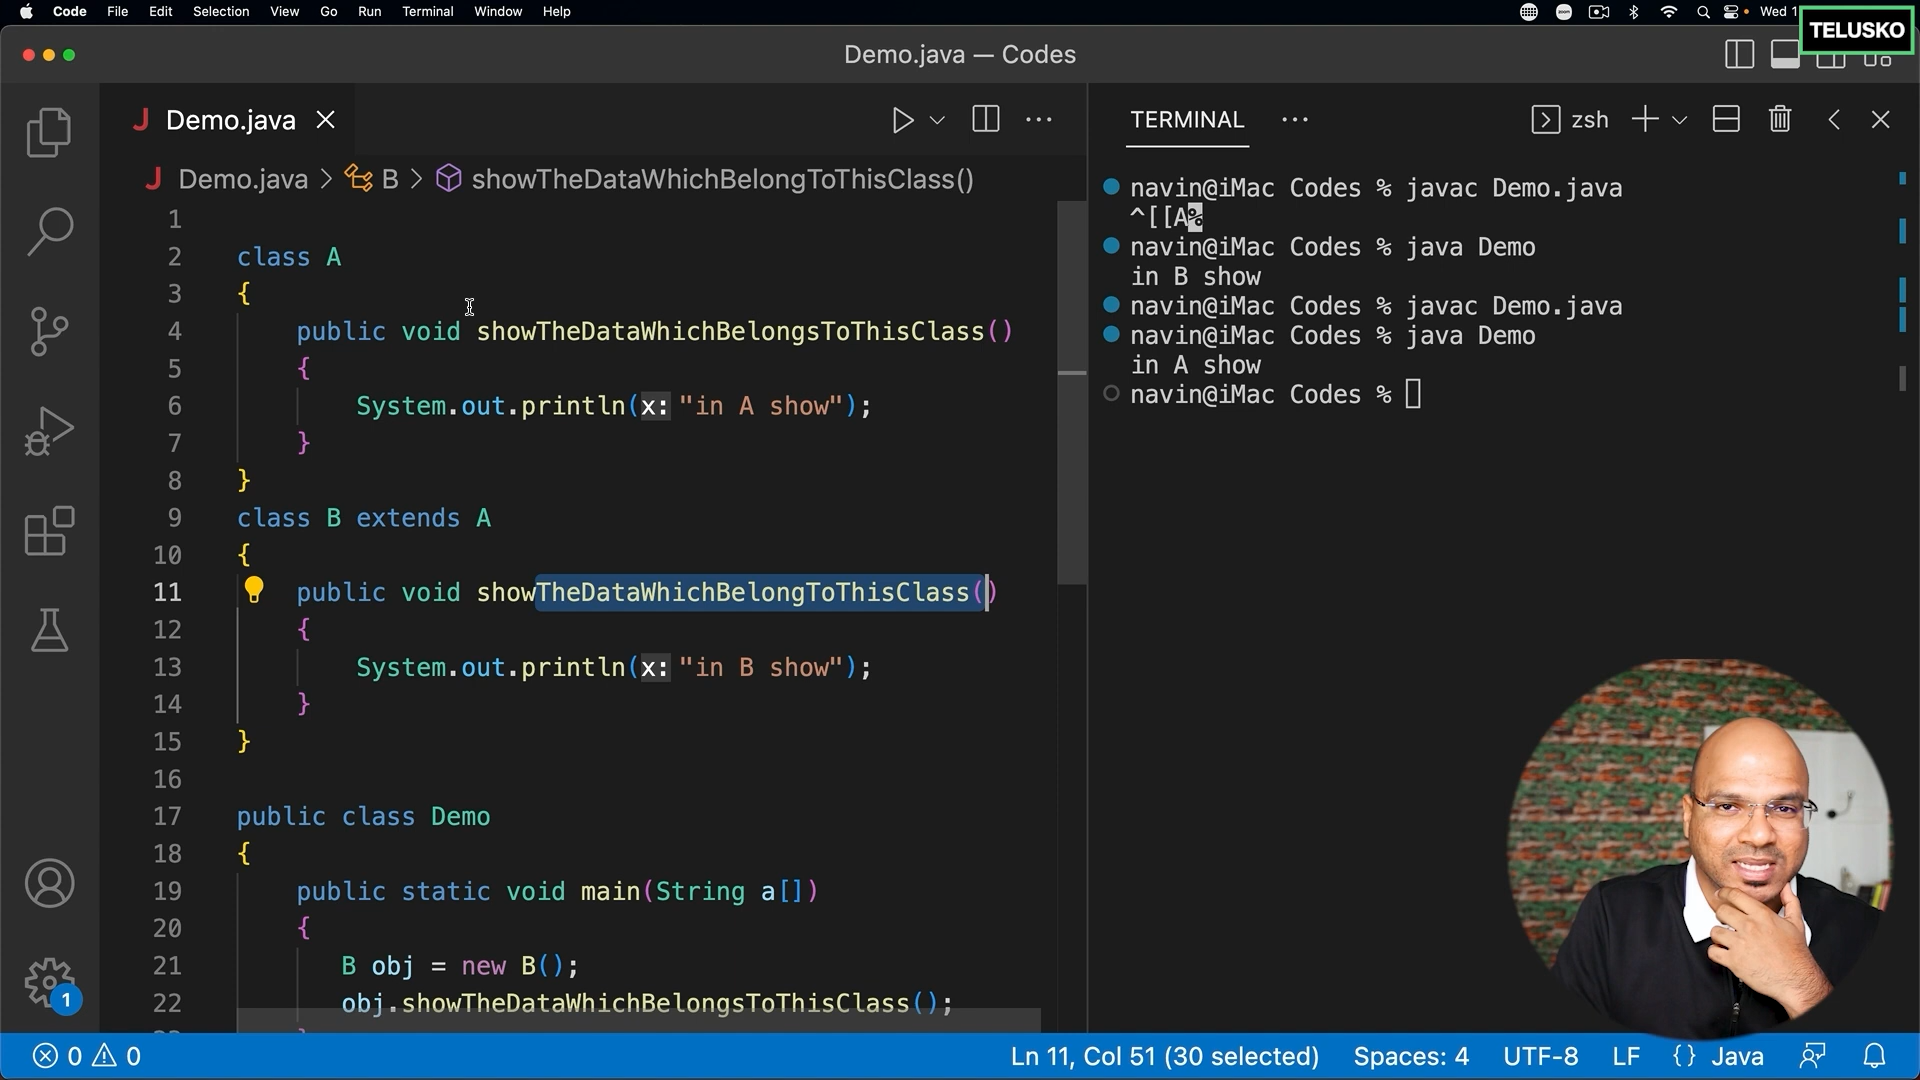 Code File Edit Selection View Go Run Terminal Window Help
zoom
Wed 1
TELUSKO
Demo.java — Codes
J Demo.java
J Demo.java > B > showTheDataWhichBelongToThisClass()
1
2 class A
3 {
4 public void showTheDataWhichBelongsToThisClass()
5 {
6 System.out.println(x: "in A show");
7 }
8 }
9 class B extends A
10 {
11 public void showTheDataWhichBelongToThisClass()
12 {
13 System.out.println(x: "in B show");
14 }
15 }
16
17 public class Demo
18 {
19 public static void main(String a[])
20 {
21 B obj = new B();
22 obj.showTheDataWhichBelongsToThisClass();
TERMINAL
zsh
navin@iMac Codes % javac Demo.java
^[[A%
navin@iMac Codes % java Demo
in B show
navin@iMac Codes % javac Demo.java
navin@iMac Codes % java Demo
in A show
navin@iMac Codes %
1
0 0
Ln 11, Col 51 (30 selected) Spaces: 4 UTF-8 LF {} Java